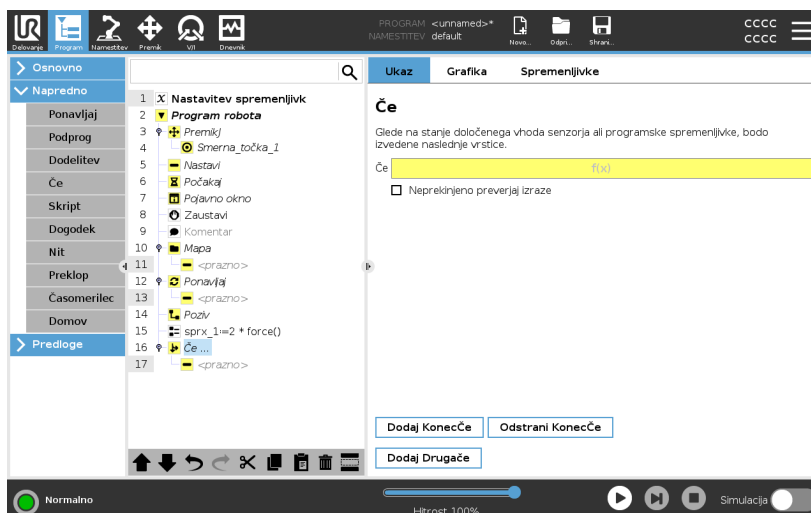 PROGRAM <unnamed>*
NAMESTITEV default
CCCC
CCCC
Delovanje Program Namestitev Premik V/I Dnevnik Novo... Odpri... Shrani...
Osnovno
Napredno
Ponavljaj
Podprog
Dodelitev
Če
Skript
Dogodek
Nit
Preklop
Časomerilec
Domov
Predloge
1 X Nastavitev spremenljivk
2 Program robota
3 PremikJ
4 Smerna_točka_1
5 Nastavi
6 Počakaj
7 Pojavno okno
8 Zaustavi
9 Komentar
10 Mapa
11 <prazno>
12 Ponavljaj
13 <prazno>
14 Poziv
15 sprx_1:=2 * force()
16 Če ...
17 <prazno>
Ukaz Grafika Spremenljivke
Če
Glede na stanje določenega vhoda senzorja ali programske spremenljivke, bodo
izvedene naslednje vrstice.
Če f(x)
Neprekinjeno preverjaj izraze
Dodaj KonecČe Odstrani KonecČe
Dodaj Drugače
Normalno
Hitrost 100%
Simulacija